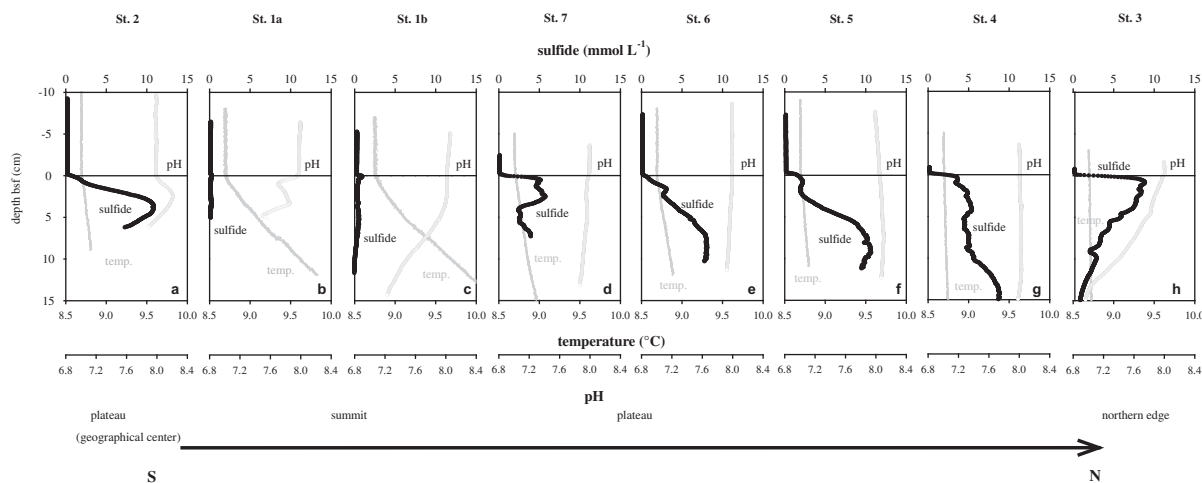 St. 2 St. 1a St. 1b St. 7 St. 6 St. 5 St. 4 St. 3
sulfide (mmol L-1)
0 5 10 15 0 5 10 15 0 5 10 15 0 5 10 15 0 5 10 15 0 5 10 15 0 5 10 15 0 5 10 15
-10
-5
pH pH pH pH pH pH pH sulfide pH
0
depth bsf (cm)
sulfide sulfide sulfide sulfide sulfide sulfide sulfide temp.
5
10
temp. temp. temp. temp. temp. temp. temp.
a b c d e f g h
15
8.5 9.0 9.5 10.0 8.5 9.0 9.5 10.0 8.5 9.0 9.5 10.0 8.5 9.0 9.5 10.0 8.5 9.0 9.5 10.0 8.5 9.0 9.5 10.0 8.5 9.0 9.5 10.0 8.5 9.0 9.5 10.0
temperature (°C)
6.8 7.2 7.6 8.0 8.4 6.8 7.2 7.6 8.0 8.4 6.8 7.2 7.6 8.0 8.4 6.8 7.2 7.6 8.0 8.4 6.8 7.2 7.6 8.0 8.4 6.8 7.2 7.6 8.0 8.4 6.8 7.2 7.6 8.0 8.4 6.8 7.2 7.6 8.0 8.4
pH
plateau summit plateau northern edge
(geographical center)
S N